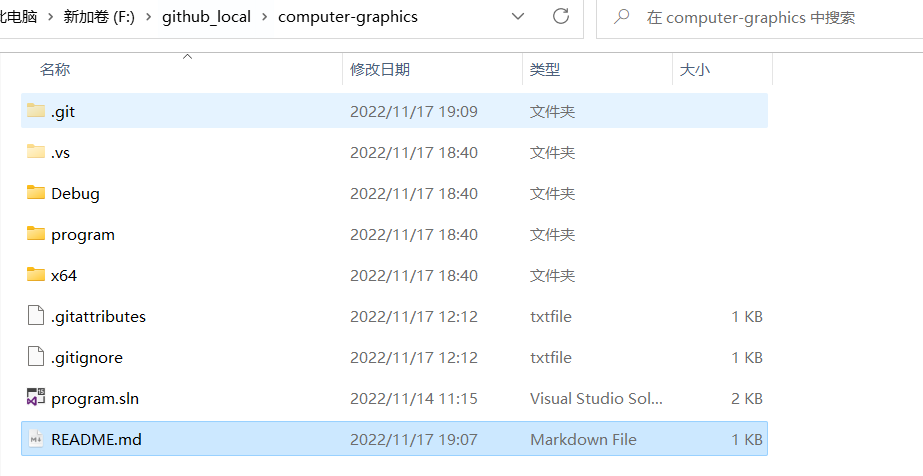 此电脑 › 新加卷 (F:) › github_local › computer-graphics 在 computer-graphics 中搜索
名称 修改日期 类型 大小
.git 2022/11/17 19:09 文件夹
.vs 2022/11/17 18:40 文件夹
Debug 2022/11/17 18:40 文件夹
program 2022/11/17 18:40 文件夹
x64 2022/11/17 18:40 文件夹
.gitattributes 2022/11/17 12:12 txtfile 1 KB
.gitignore 2022/11/17 12:12 txtfile 1 KB
program.sln 2022/11/14 11:15 Visual Studio Sol... 2 KB
README.md 2022/11/17 19:07 Markdown File 1 KB